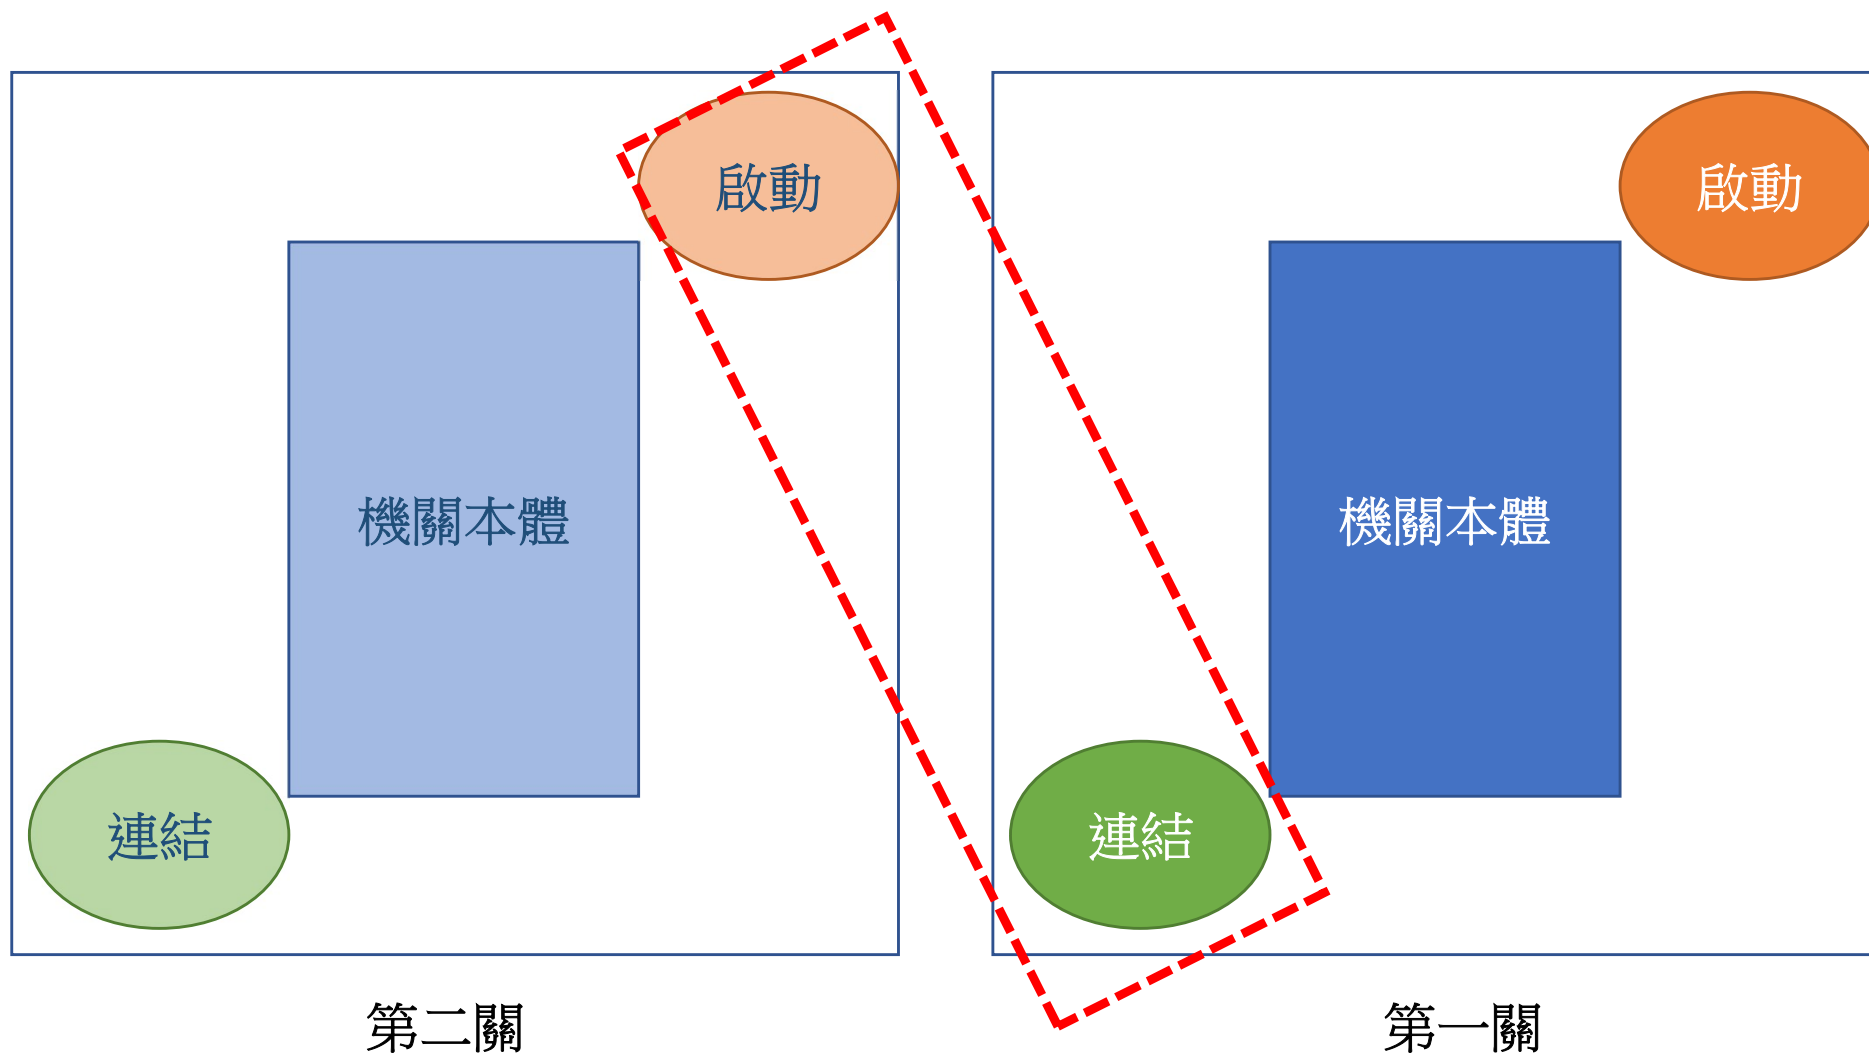 啟動
啟動
機關本體
機關本體
連結
連結
第二關
第一關